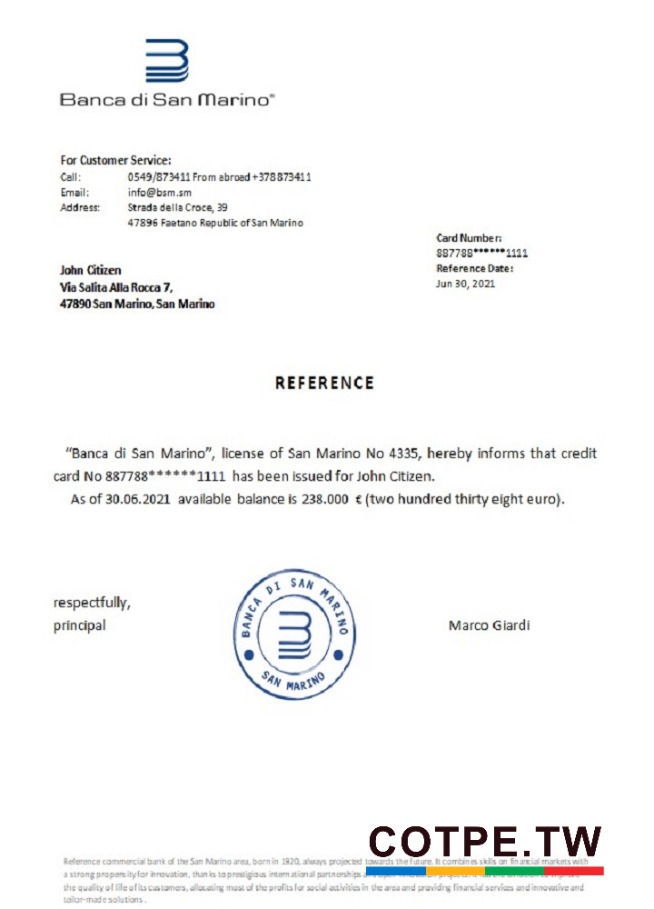 Banca di San Marino®
For Customer Service:
Call: 0549/873411 From abroad +378873411
Email: info@bsm.sm
Address: Strada della Croce, 39
47896 Faetano Republic of San Marino
Card Number:
887788******1111
Reference Date:
Jun 30, 2021
John Citizen
Via Salita Alla Rocca 7,
47890 San Marino, San Marino
REFERENCE
“Banca di San Marino”, license of San Marino No 4335, hereby informs that credit
card No 887788******1111 has been issued for John Citizen.
As of 30.06.2021 available balance is 238.000 € (two hundred thirty eight euro).
respectfully,
principal
BANCA DI SAN MARINO
SAN MARINO
Marco Giardi
COTPE.TW
Reference commercial bank of the San Marino area, born in 1920, always projected towards the future. It combines skills on financial markets with
a strong propensity for innovation, thanks to prestigious international partnerships
the quality of life of its customers, allocating most of the profits for social activities in the area and providing financial services and innovative and
tailor-made solutions.